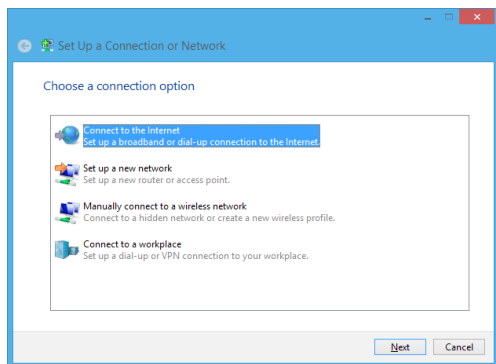 Set Up a Connection or Network
Choose a connection option
Connect to the Internet
Set up a broadband or dial-up connection to the Internet.
Set up a new network
Set up a new router or access point.
Manually connect to a wireless network
Connect to a hidden network or create a new wireless profile.
Connect to a workplace
Set up a dial-up or VPN connection to your workplace.
Next Cancel